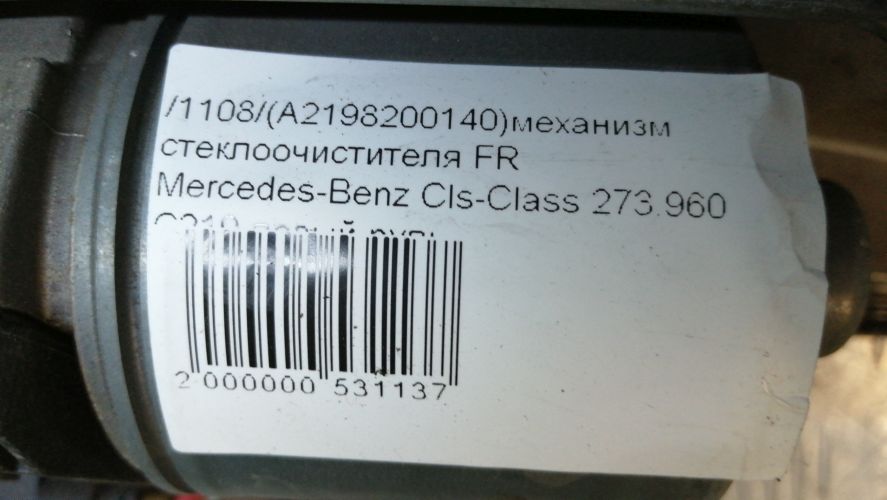 /1108/(A2198200140)механизм
стеклоочистителя FR
Mercedes-Benz Cls-Class 273.960
2 000000 531137